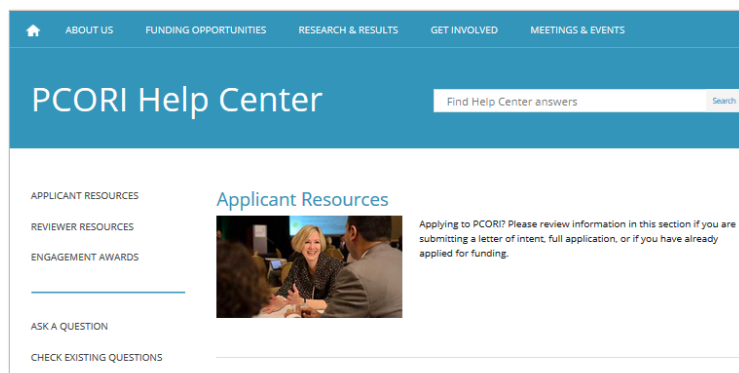 ABOUT US FUNDING OPPORTUNITIES RESEARCH & RESULTS GET INVOLVED MEETINGS & EVENTS
PCORI Help Center
Find Help Center answers Search
APPLICANT RESOURCES
REVIEWER RESOURCES
ENGAGEMENT AWARDS
ASK A QUESTION
CHECK EXISTING QUESTIONS
Applicant Resources
Applying to PCORI? Please review information in this section if you are
submitting a letter of intent, full application, or if you have already
applied for funding.